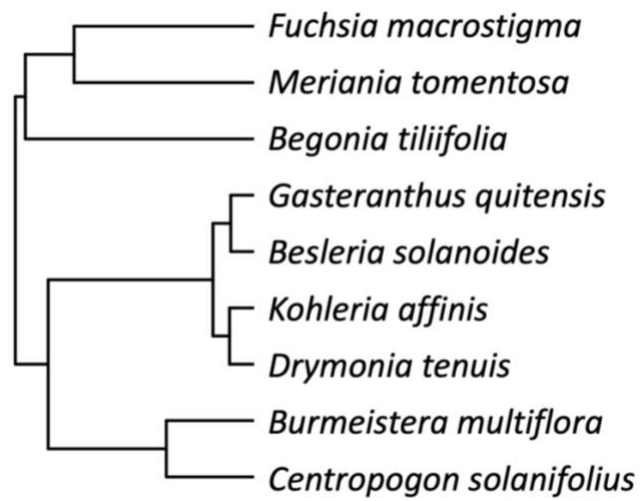 Fuchsia macrostigma
Meriania tomentosa
Begonia tiliifolia
Gasteranthus quitensis
Besleria solanoides
Kohleria affinis
Drymonia tenuis
Burmeistera multiflora
Centropogon solanifolius